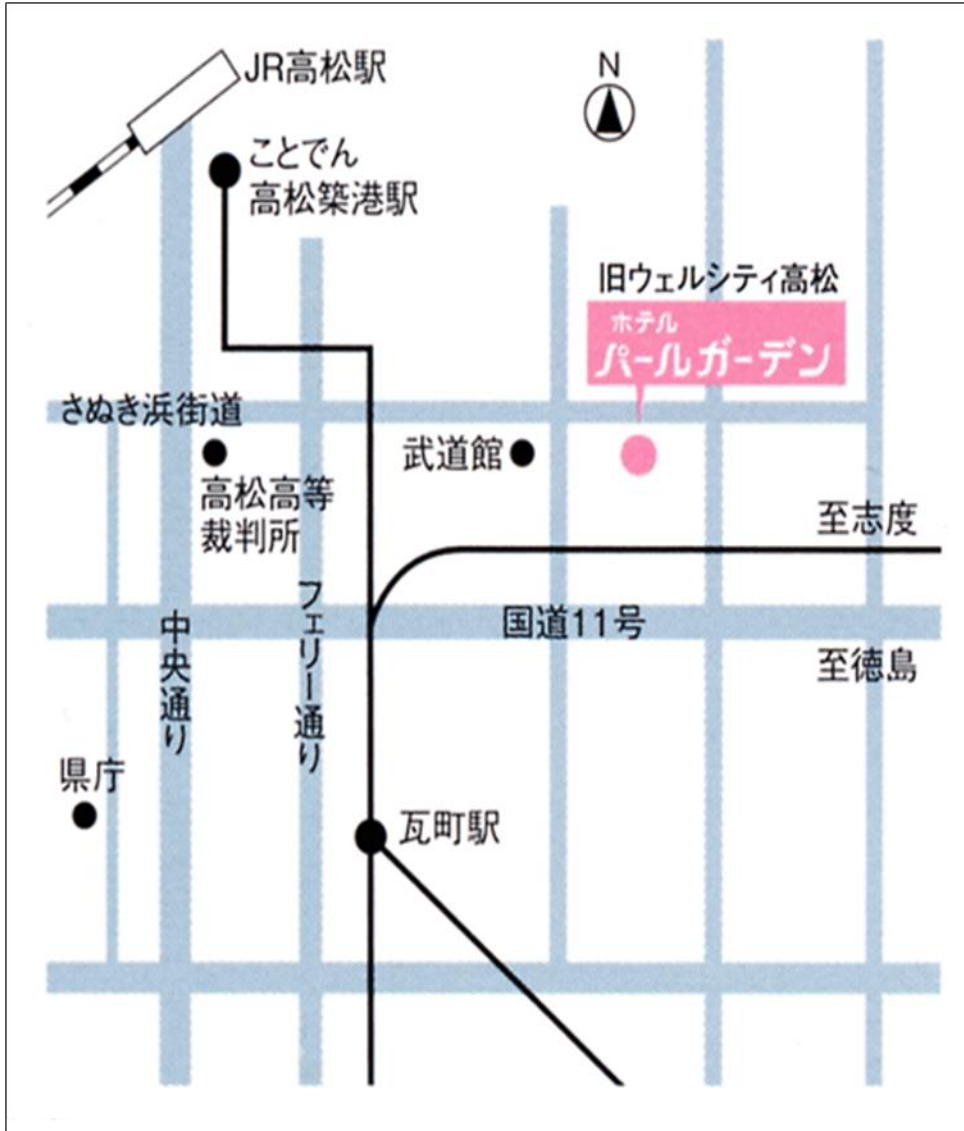 JR高松駅
N
ことでん
高松築港駅
旧ウェルシティ高松
ホテル
パールガーデン
さぬき浜街道
武道館
高松高等
裁判所
至志度
国道11号
フェリー通り
中央通り
至徳島
県庁
瓦町駅